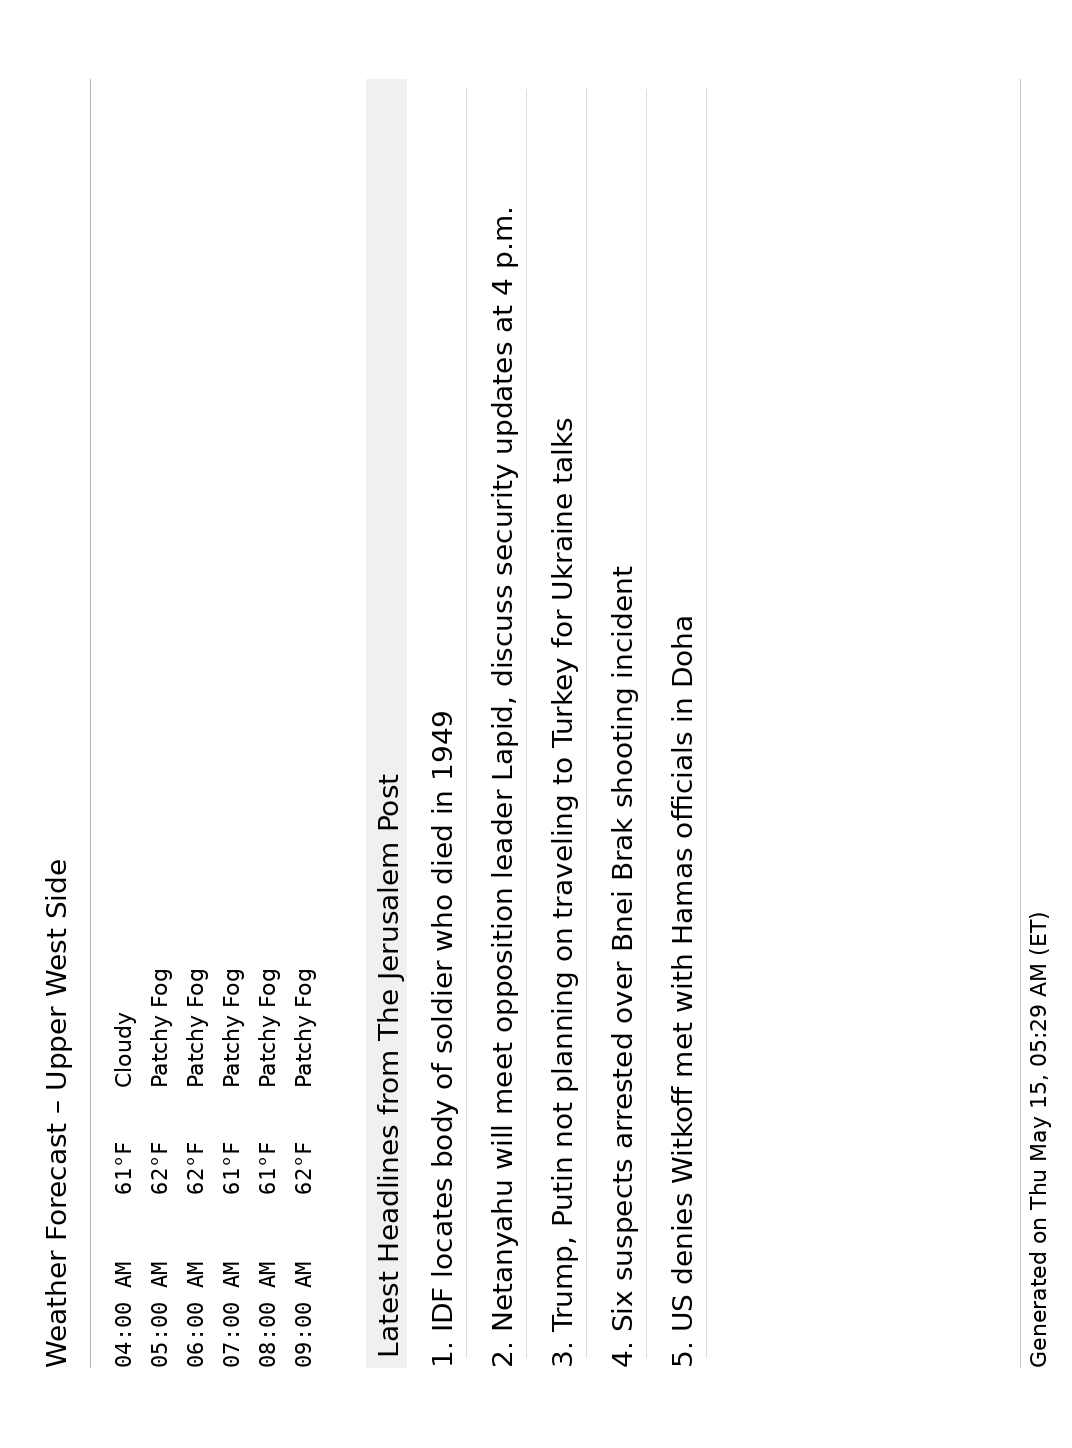 Weather Forecast – Upper West Side
04:00 AM 61°F Cloudy
05:00 AM 62°F Patchy Fog
06:00 AM 62°F Patchy Fog
07:00 AM 61°F Patchy Fog
08:00 AM 61°F Patchy Fog
09:00 AM 62°F Patchy Fog
Latest Headlines from The Jerusalem Post
1. IDF locates body of soldier who died in 1949
2. Netanyahu will meet opposition leader Lapid, discuss security updates at 4 p.m.
3. Trump, Putin not planning on traveling to Turkey for Ukraine talks
4. Six suspects arrested over Bnei Brak shooting incident
5. US denies Witkoff met with Hamas officials in Doha
Generated on Thu May 15, 05:29 AM (ET)